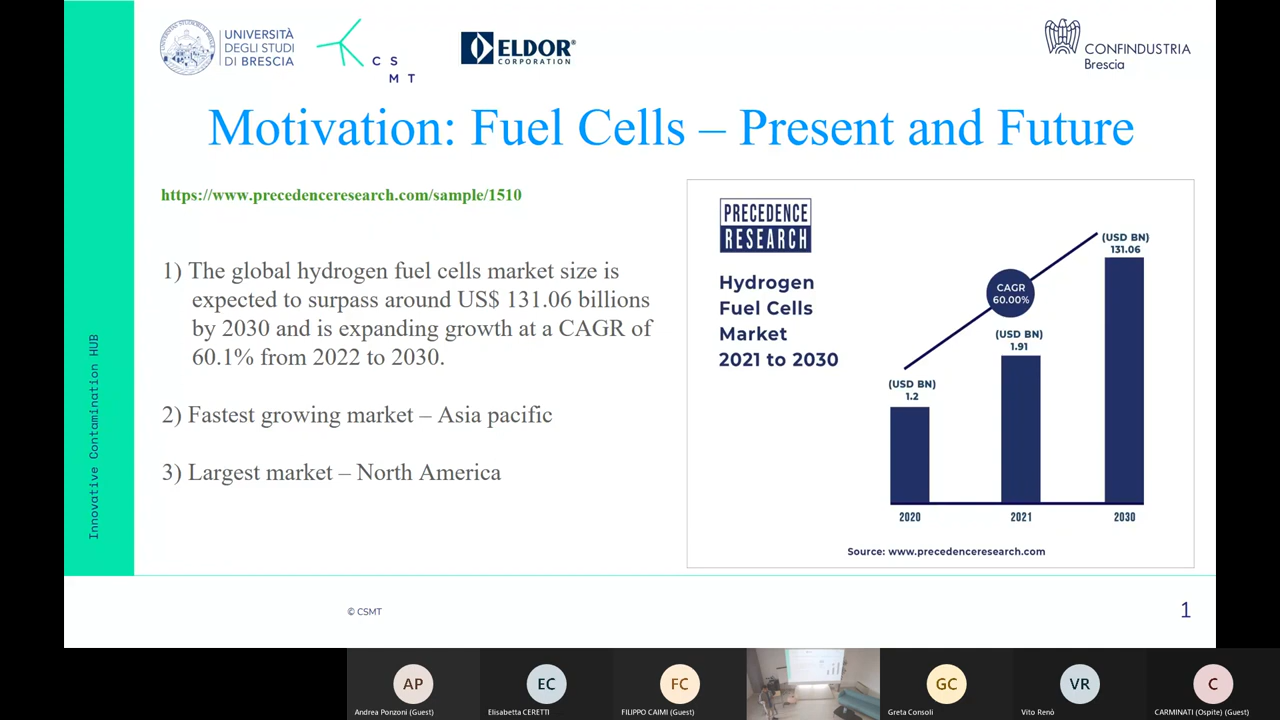 UNIVERSITÀ
DEGLI STUDI
DI BRESCIA
C S
M T
ELDOR®
CORPORATION
CONFINDUSTRIA
Brescia
Motivation: Fuel Cells – Present and Future
https://www.precedenceresearch.com/sample/1510
1) The global hydrogen fuel cells market size is
expected to surpass around US$ 131.06 billions
by 2030 and is expanding growth at a CAGR of
60.1% from 2022 to 2030.
2) Fastest growing market – Asia pacific
3) Largest market – North America
Innovative Contamination HUB
PRECEDENCE
RESEARCH
Hydrogen
Fuel Cells
Market
2021 to 2030
(USD BN)
1.2
(USD BN)
1.91
(USD BN)
131.06
CAGR
60.00%
2020
2021
2030
Source: www.precedenceresearch.com
© CSMT
1
AP
Andrea Ponzoni (Guest)
EC
Elisabetta CERETTI
FC
FILIPPO CAIMI (Guest)
GC
Greta Consoli
VR
Vito Renò
C
CARMINATI (Ospite) (Guest)